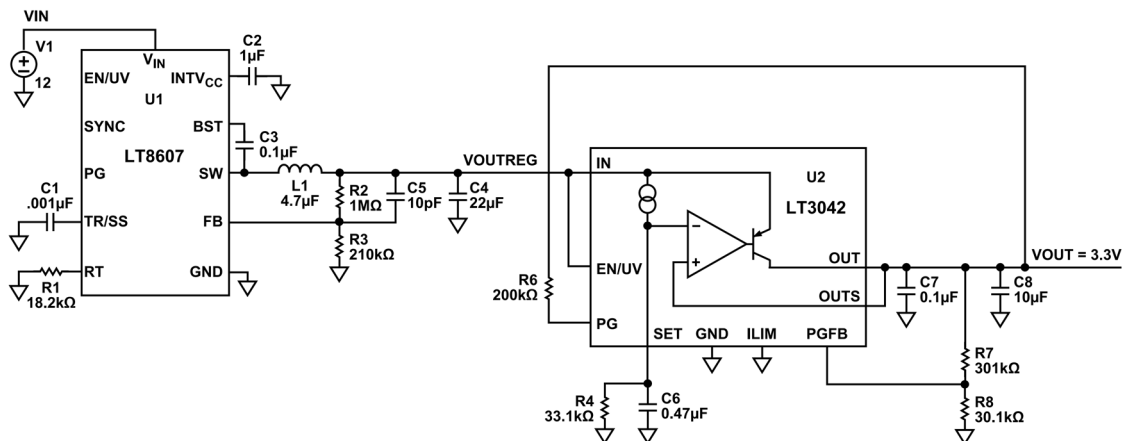 VIN
V1
12
VIN
EN/UV
INTVCC
C2
1µF
U1
SYNC
BST
LT8607
C3
0.1µF
PG
SW
L1
4.7µF
C1
.001µF
TR/SS
FB
R2
1MΩ
C5
10pF
C4
22µF
R3
210kΩ
RT
GND
R1
18.2kΩ
VOUTREG
IN
U2
LT3042
−
+
EN/UV
OUT
OUTS
R6
200kΩ
PG
SET
GND
ILIM
PGFB
R4
33.1kΩ
C6
0.47µF
VOUT = 3.3V
C7
0.1µF
C8
10µF
R7
301kΩ
R8
30.1kΩ